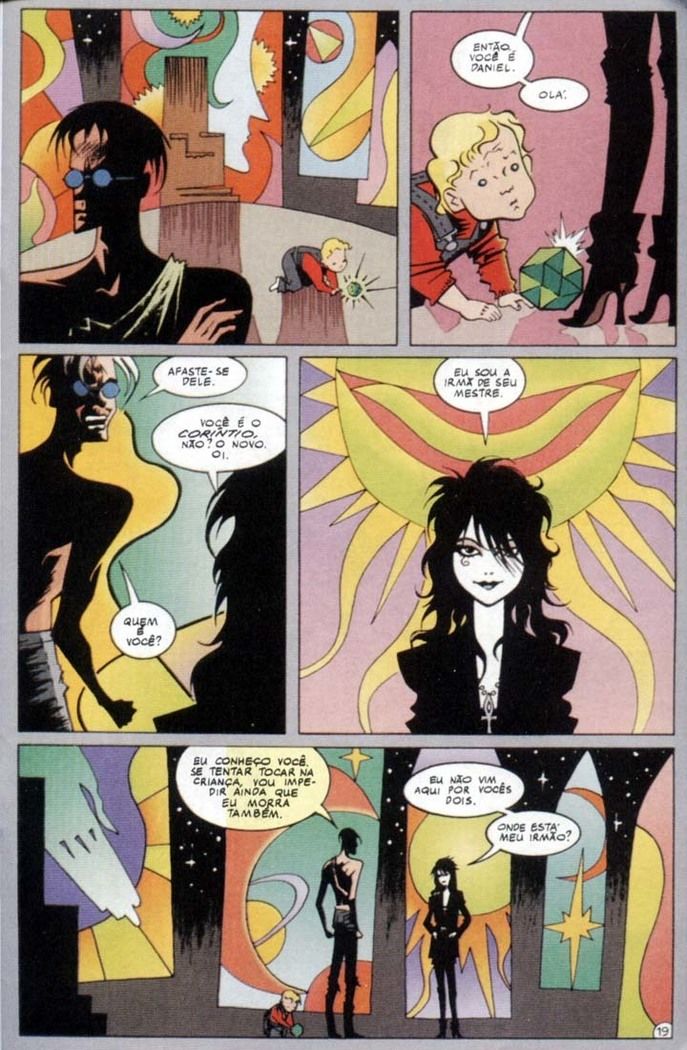 ENTÃO,
VOCÊ É
DANIEL.
OLÁ.
AFASTE-SE
DELE.
VOCÊ É O
CORÍNTIO,
NÃO? O NOVO.
OI.
QUEM
É
VOCÊ?
EU SOU A
IRMÃ DE SEU
MESTRE.
EU CONHEÇO VOCÊ.
SE TENTAR TOCAR NA
CRIANÇA, VOU IMPE-
DIR AINDA QUE
EU MORRA
TAMBÉM.
EU NÃO VIM
AQUI POR VOCÊS
DOIS.
ONDE ESTÁ
MEU IRMÃO?
19